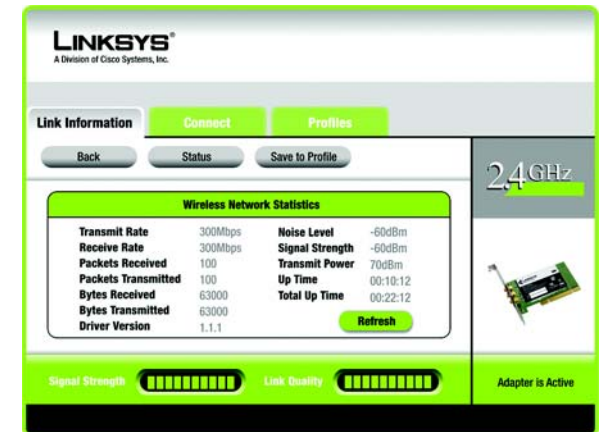 LINKSYS®
A Division of Cisco Systems, Inc.
Link Information Connect Profiles
Back Status Save to Profile
2.4GHz
Wireless Network Statistics
Transmit Rate 300Mbps Noise Level -60dBm
Receive Rate 300Mbps Signal Strength -60dBm
Packets Received 100 Transmit Power 70dBm
Packets Transmitted 100 Up Time 00:10:12
Bytes Received 63000 Total Up Time 00:22:12
Bytes Transmitted 63000
Driver Version 1.1.1
Refresh
Signal Strength Link Quality Adapter is Active